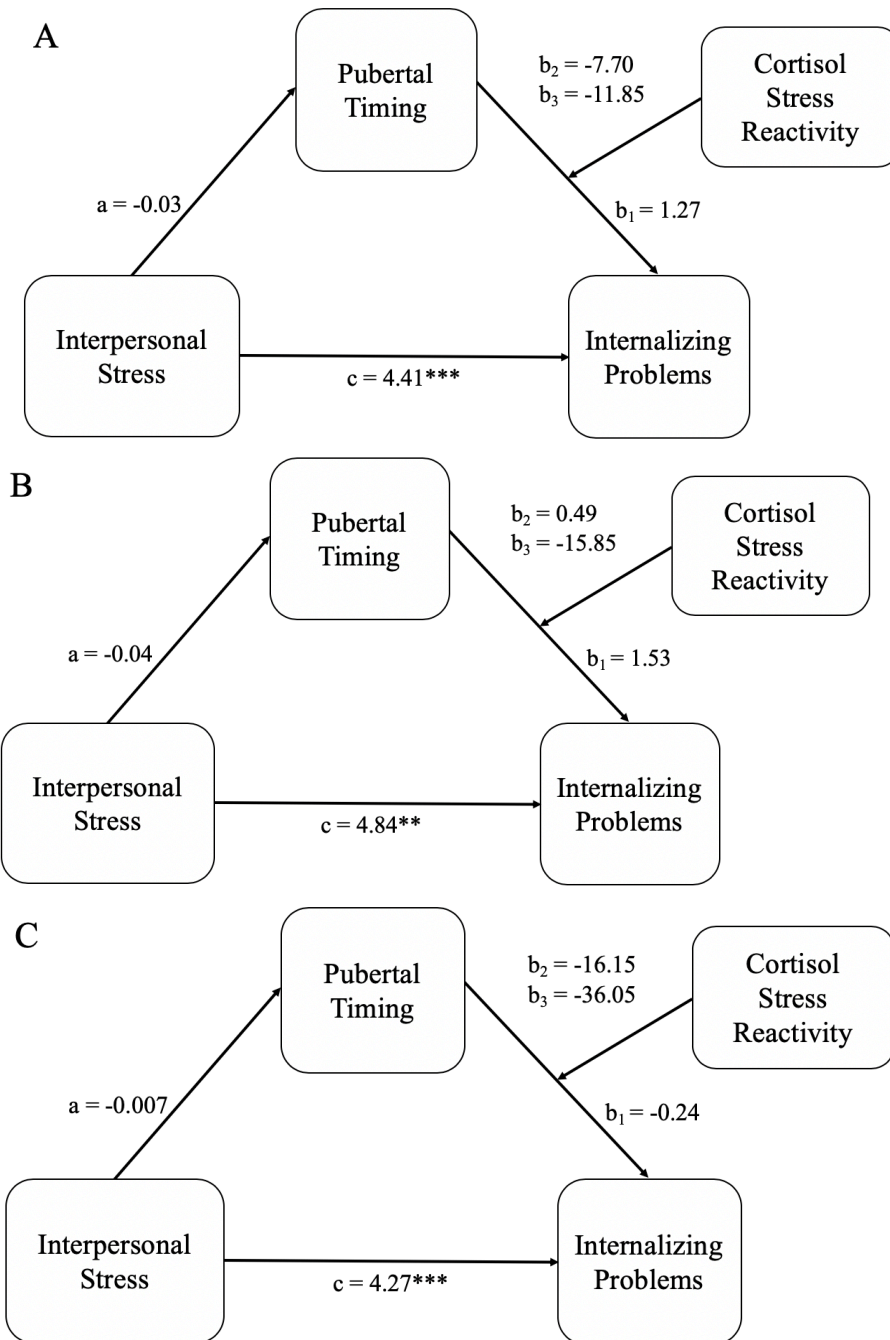 A
Pubertal
Timing
b₂ = -7.70
b₃ = -11.85
Cortisol
Stress
Reactivity
a = -0.03
b₁ = 1.27
Interpersonal
Stress
Internalizing
Problems
c = 4.41***
B
Pubertal
Timing
b₂ = 0.49
b₃ = -15.85
Cortisol
Stress
Reactivity
a = -0.04
b₁ = 1.53
Interpersonal
Stress
Internalizing
Problems
c = 4.84**
C
Pubertal
Timing
b₂ = -16.15
b₃ = -36.05
Cortisol
Stress
Reactivity
a = -0.007
b₁ = -0.24
Interpersonal
Stress
Internalizing
Problems
c = 4.27***